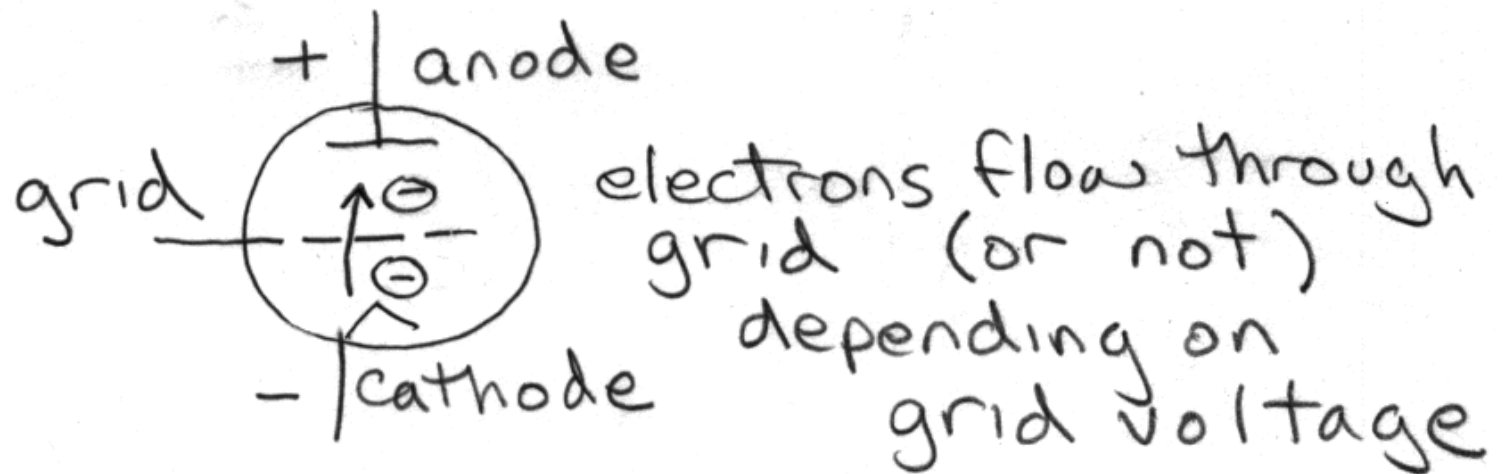 + anode
grid
⊖
⊖
- cathode
electrons flow through
grid (or not)
depending on
grid voltage